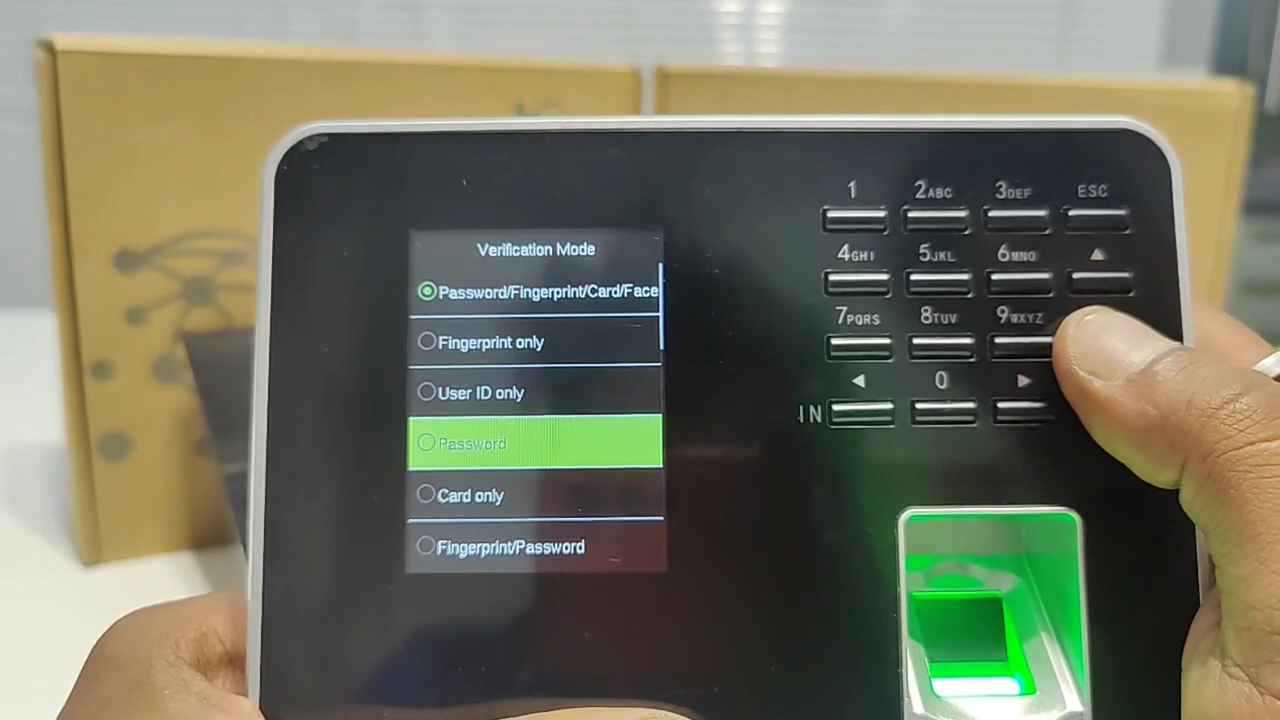 Verification Mode
Password/Fingerprint/Card/Face
Fingerprint only
User ID only
Password
Card only
Fingerprint/Password
1 2ABC 3DEF ESC
4GHI 5JKL 6MNO
7PQRS 8TUV 9WXYZ
0
IN